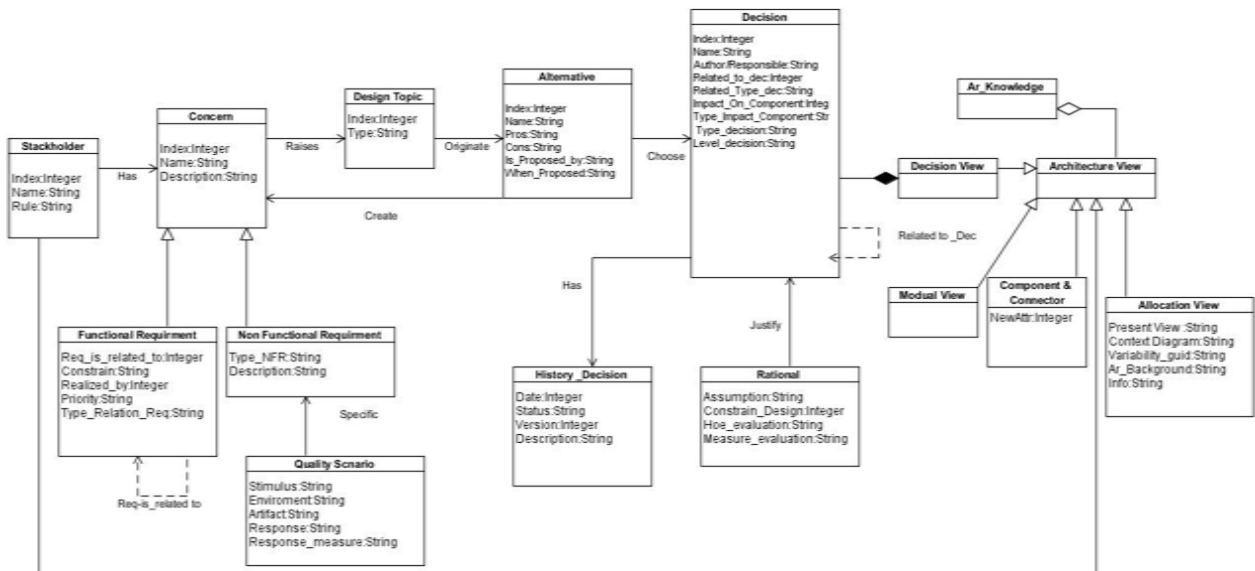 Stackholder
Index:Integer
Name:String
Rule:String
Has
Concern
Index:Integer
Name:String
Description:String
Raises
Design Topic
Index:Integer
Type:String
Originate
Alternative
Index:Integer
Name:String
Pros:String
Cons:String
Is_Proposed_by:String
When_Proposed:String
Choose
Create
Decision
Index:Integer
Name:String
Author/Responsible:String
Related_to_dec:Integer
Related_Type_dec:String
Impact_On_Component:Integ
Type_Impact_Component:Str
Type_decision:String
Level_decision:String
Related to _Dec
Ar_Knowledge
Decision View
Architecture View
Modual View
Component &
Connector
NewAttr:Integer
Allocation View
Present View :String
Context Diagram:String
Variability_guid:String
Ar_Background:String
Info:String
Functional Requirment
Req_is_related_to:Integer
Constrain:String
Realized_by:Integer
Priority:String
Type_Relation_Req:String
Req-is_related to
Non Functional Requirment
Type_NFR:String
Description:String
Specific
Quality Scnario
Stimulus:String
Enviroment:String
Artifact:String
Response:String
Response_measure:String
Has
History _Decision
Date:Integer
Status:String
Version:Integer
Description:String
Justify
Rational
Assumption:String
Constrain_Design:Integer
Hoe_evaluation:String
Measure_evaluation:String